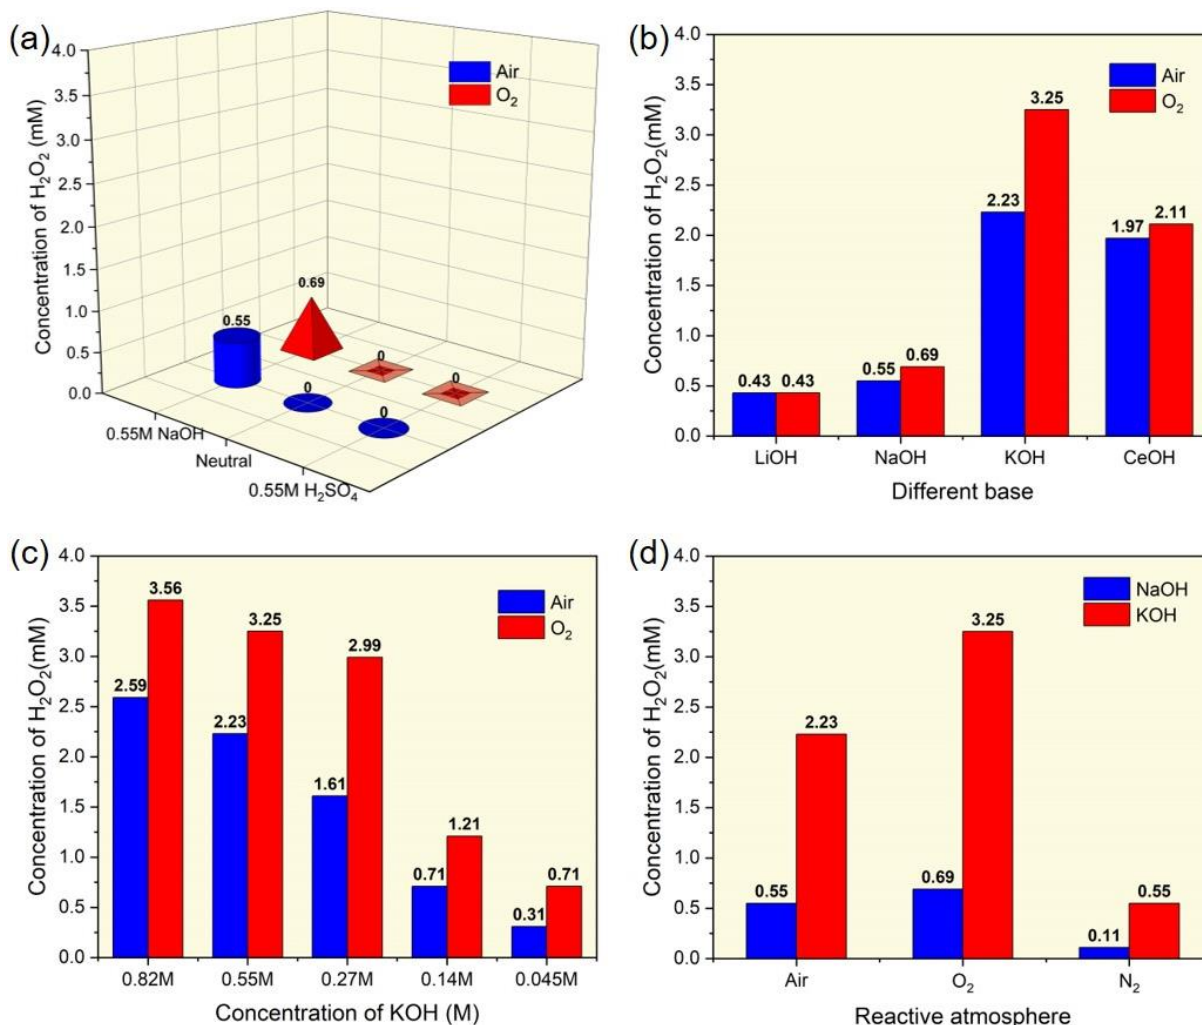 (a)
Concentration of H₂O₂ (mM)
4.0
3.5
3.0
2.5
2.0
1.5
1.0
0.5
0.0
Air
O₂
0.55
0.69
0
0
0
0
0.55M NaOH
Neutral
0.55M H₂SO₄
(b)
Concentration of H₂O₂(mM)
4.0
3.5
3.0
2.5
2.0
1.5
1.0
0.5
0.0
Air
O₂
0.43 0.43
0.55 0.69
2.23 3.25
1.97 2.11
LiOH NaOH KOH CeOH
Different base
(c)
Concentration of H₂O₂(mM)
4.0
3.5
3.0
2.5
2.0
1.5
1.0
0.5
0.0
Air
O₂
2.59 3.56
2.23 3.25
1.61 2.99
0.71 1.21
0.31 0.71
0.82M 0.55M 0.27M 0.14M 0.045M
Concentration of KOH (M)
(d)
Concentration of H₂O₂(mM)
4.0
3.5
3.0
2.5
2.0
1.5
1.0
0.5
0.0
NaOH
KOH
0.55 2.23
0.69 3.25
0.11 0.55
Air O₂ N₂
Reactive atmosphere